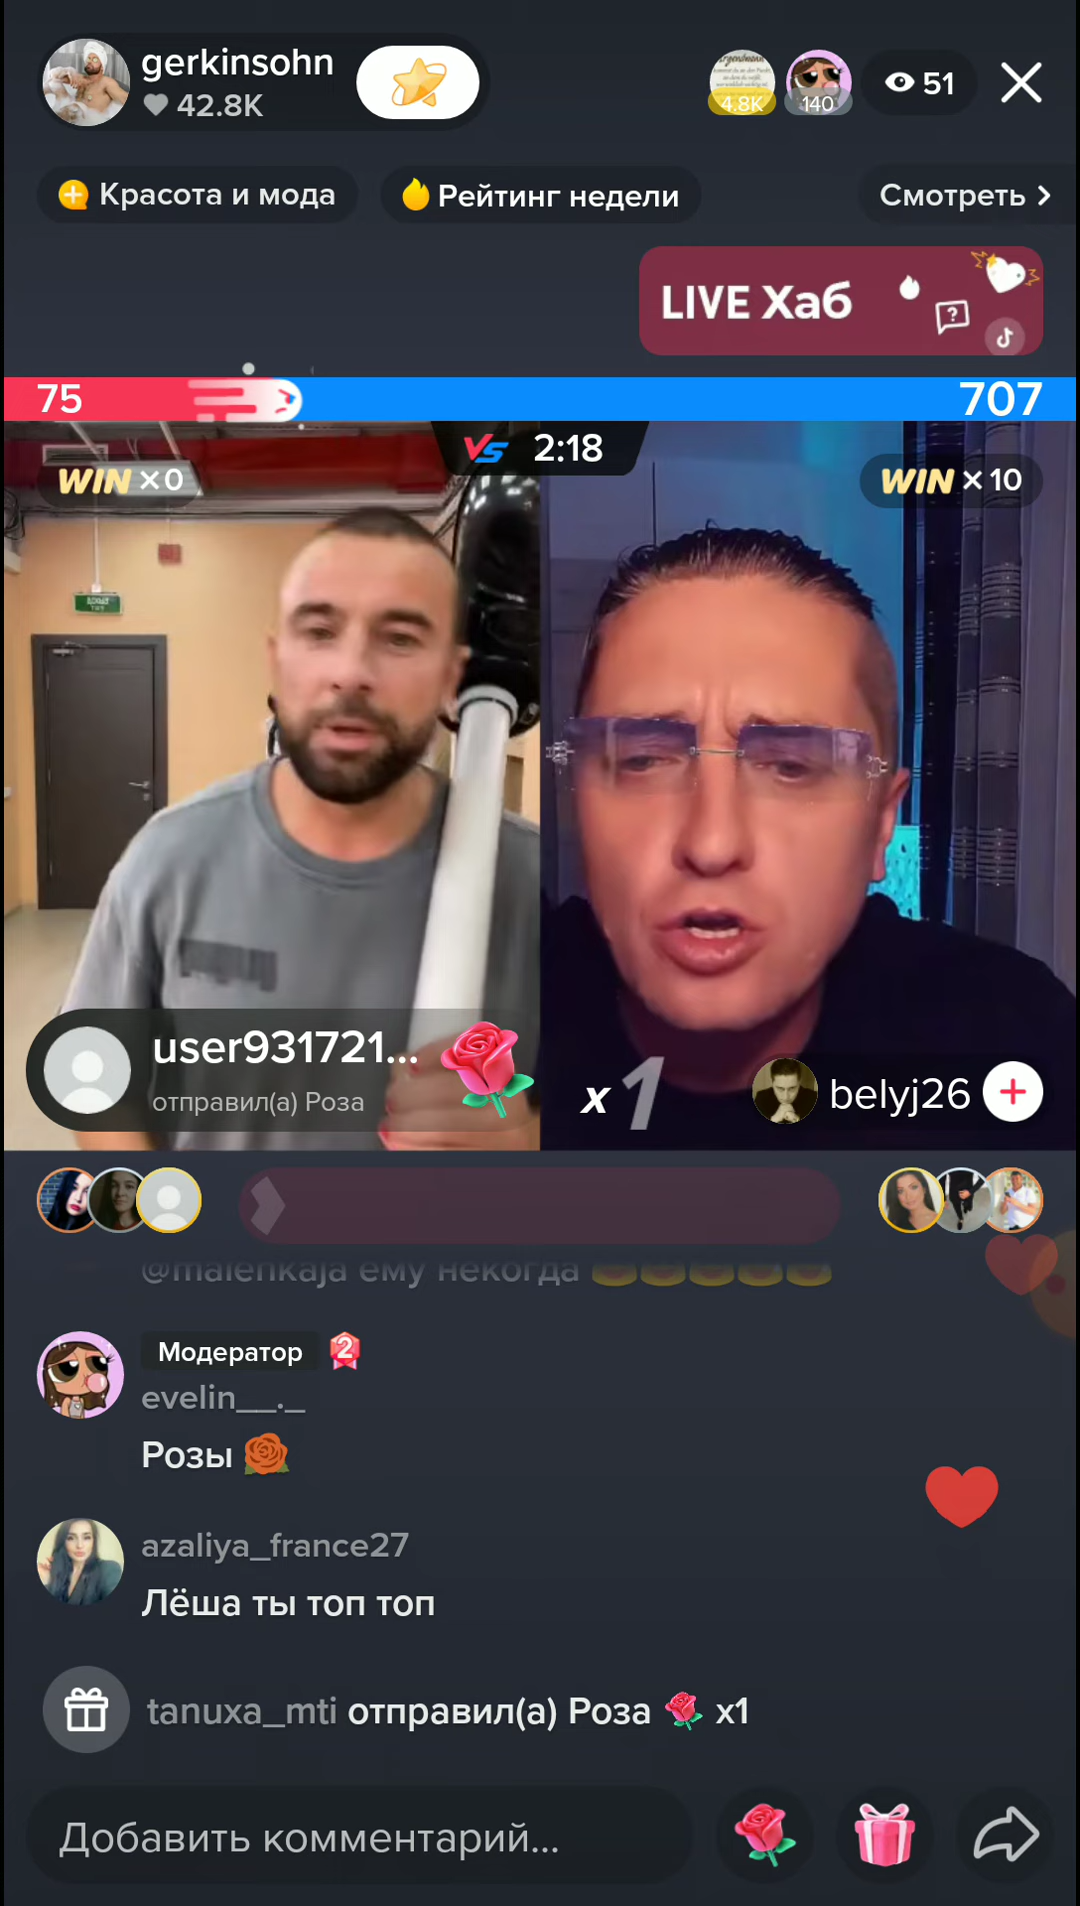 gerkinsohn
42.8K
4.8K
140
51
Красота и мода
Рейтинг недели
Смотреть
LIVE Хаб
75
707
VS 2:18
WIN ×0
WIN × 10
user931721...
отправил(а) Роза
x 1
belyj26
@malenkaja ему некогда
Модератор 2
evelin__._
Розы
azaliya_france27
Лёша ты топ топ
tanuxa_mti отправил(а) Роза x1
Добавить комментарий...